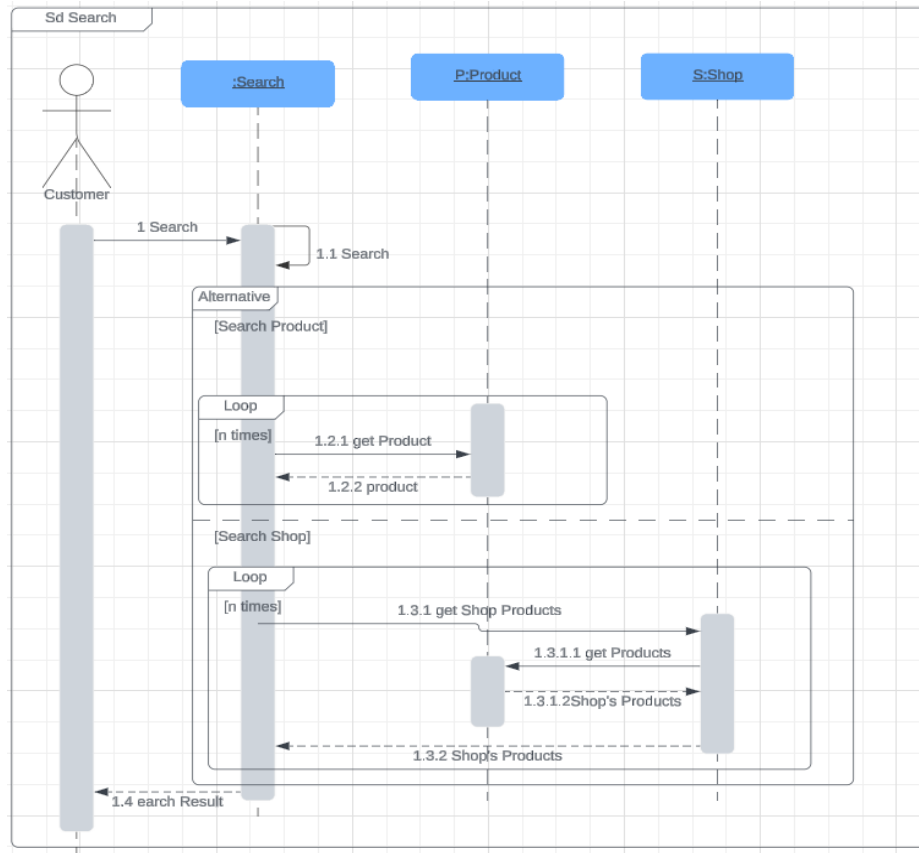 Sd Search
:Search
P:Product
S:Shop
Customer
1 Search
1.1 Search
Alternative
[Search Product]
Loop
[n times]
1.2.1 get Product
1.2.2 product
[Search Shop]
Loop
[n times]
1.3.1 get Shop Products
1.3.1.1 get Products
1.3.1.2Shop's Products
1.3.2 Shop's Products
1.4 earch Result